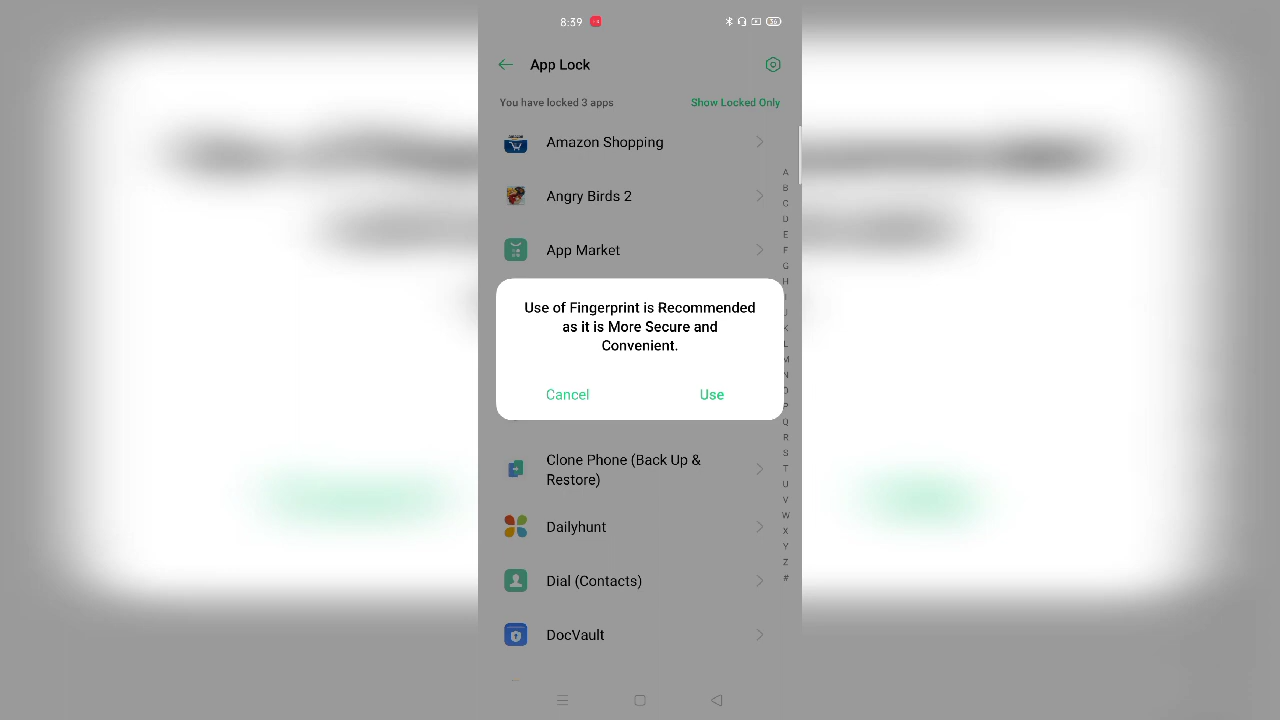 8:39
App Lock
You have locked 3 apps
Show Locked Only
Amazon Shopping
Angry Birds 2
App Market
Use of Fingerprint is Recommended
as it is More Secure and
Convenient.
Cancel
Use
Clone Phone (Back Up &
Restore)
Dailyhunt
Dial (Contacts)
DocVault
A
B
C
D
E
F
G
H
I
J
K
L
M
N
O
P
Q
R
S
T
U
V
W
X
Y
Z
#